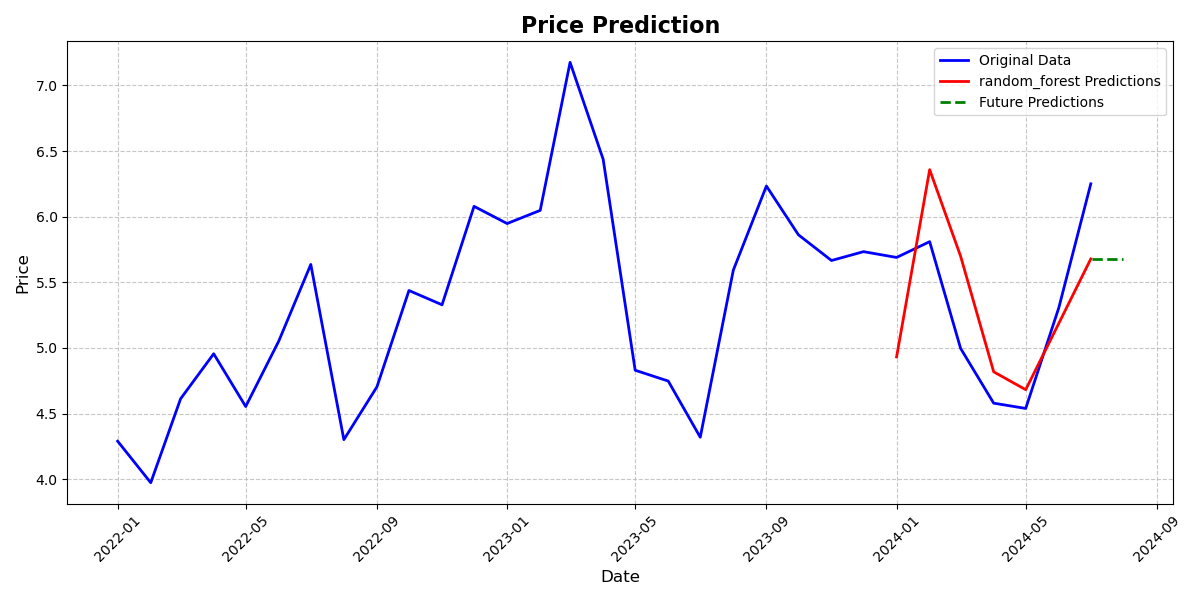 Price Prediction
Original Data
random_forest Predictions
Future Predictions
Price
7.0
6.5
6.0
5.5
5.0
4.5
4.0
2022-01
2022-05
2022-09
2023-01
2023-05
2023-09
2024-01
2024-05
2024-09
Date